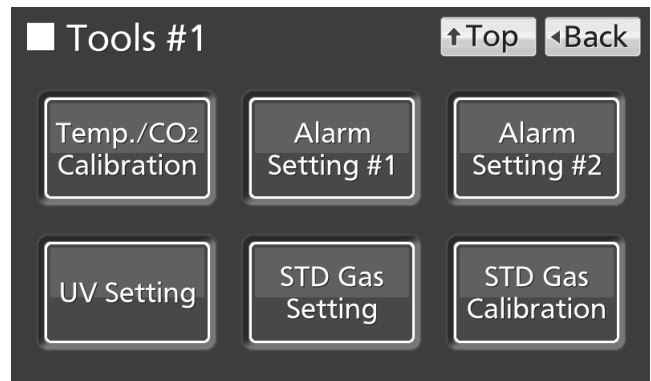 Tools #1
↑Top
◂Back
Temp./CO2
Calibration
Alarm
Setting #1
Alarm
Setting #2
UV Setting
STD Gas
Setting
STD Gas
Calibration